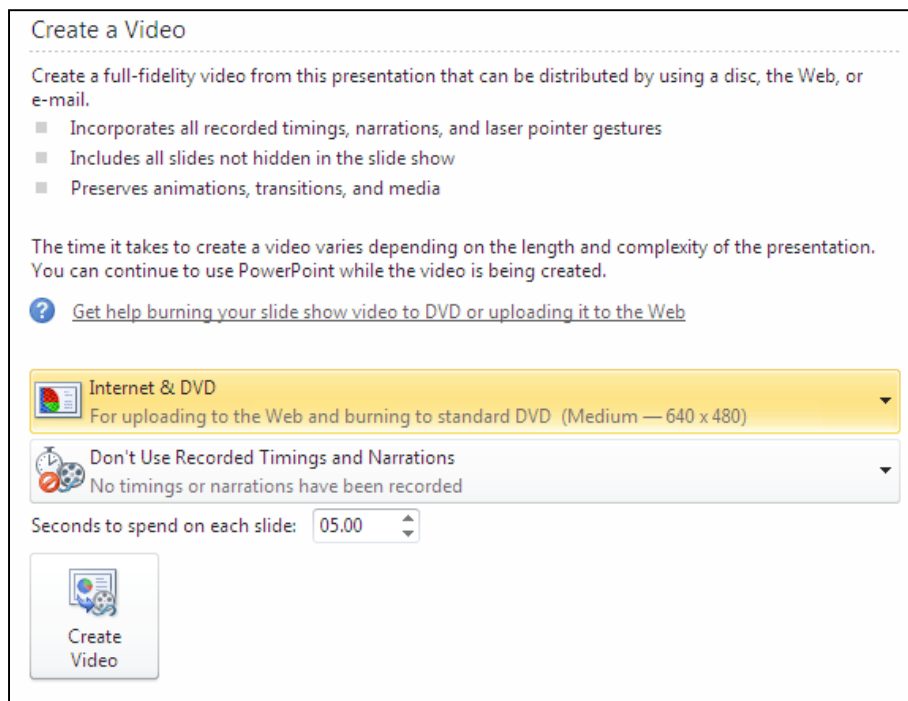 Create a Video
Create a full-fidelity video from this presentation that can be distributed by using a disc, the Web, or
e-mail.
Incorporates all recorded timings, narrations, and laser pointer gestures
Includes all slides not hidden in the slide show
Preserves animations, transitions, and media
The time it takes to create a video varies depending on the length and complexity of the presentation.
You can continue to use PowerPoint while the video is being created.
Get help burning your slide show video to DVD or uploading it to the Web
Internet & DVD
For uploading to the Web and burning to standard DVD (Medium — 640 x 480)
Don't Use Recorded Timings and Narrations
No timings or narrations have been recorded
Seconds to spend on each slide: 05.00
Create
Video